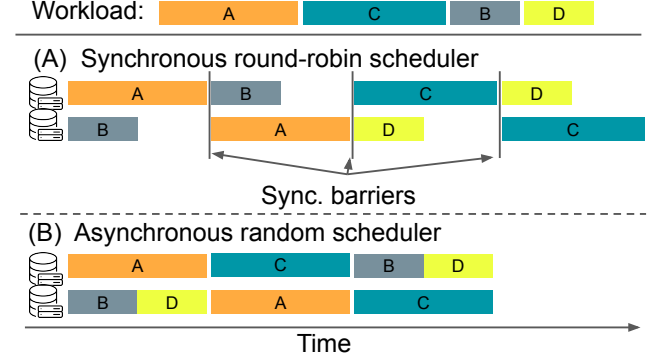 Workload: A C B D
(A) Synchronous round-robin scheduler
A B C D
B A D C
Sync. barriers
(B) Asynchronous random scheduler
A C B D
B D A C
Time